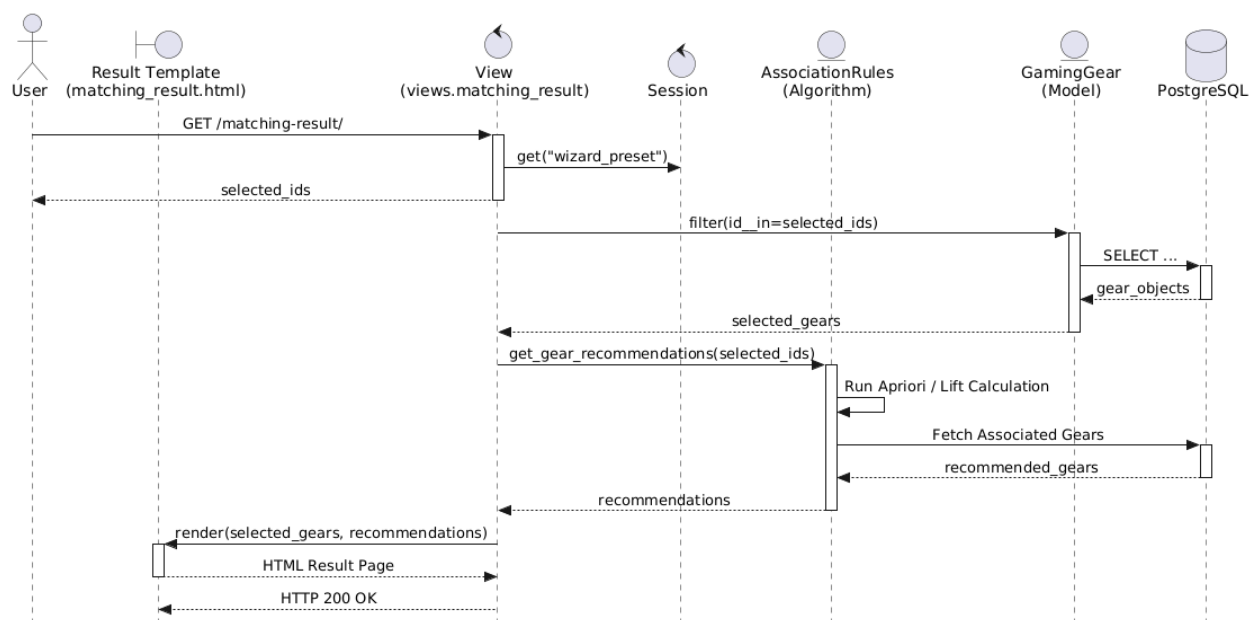 User
Result Template
(matching_result.html)
View
(views.matching_result)
Session
AssociationRules
(Algorithm)
GamingGear
(Model)
PostgreSQL
GET /matching-result/
get("wizard_preset")
selected_ids
filter(id__in=selected_ids)
SELECT ...
gear_objects
selected_gears
get_gear_recommendations(selected_ids)
Run Apriori / Lift Calculation
Fetch Associated Gears
recommended_gears
recommendations
render(selected_gears, recommendations)
HTML Result Page
HTTP 200 OK